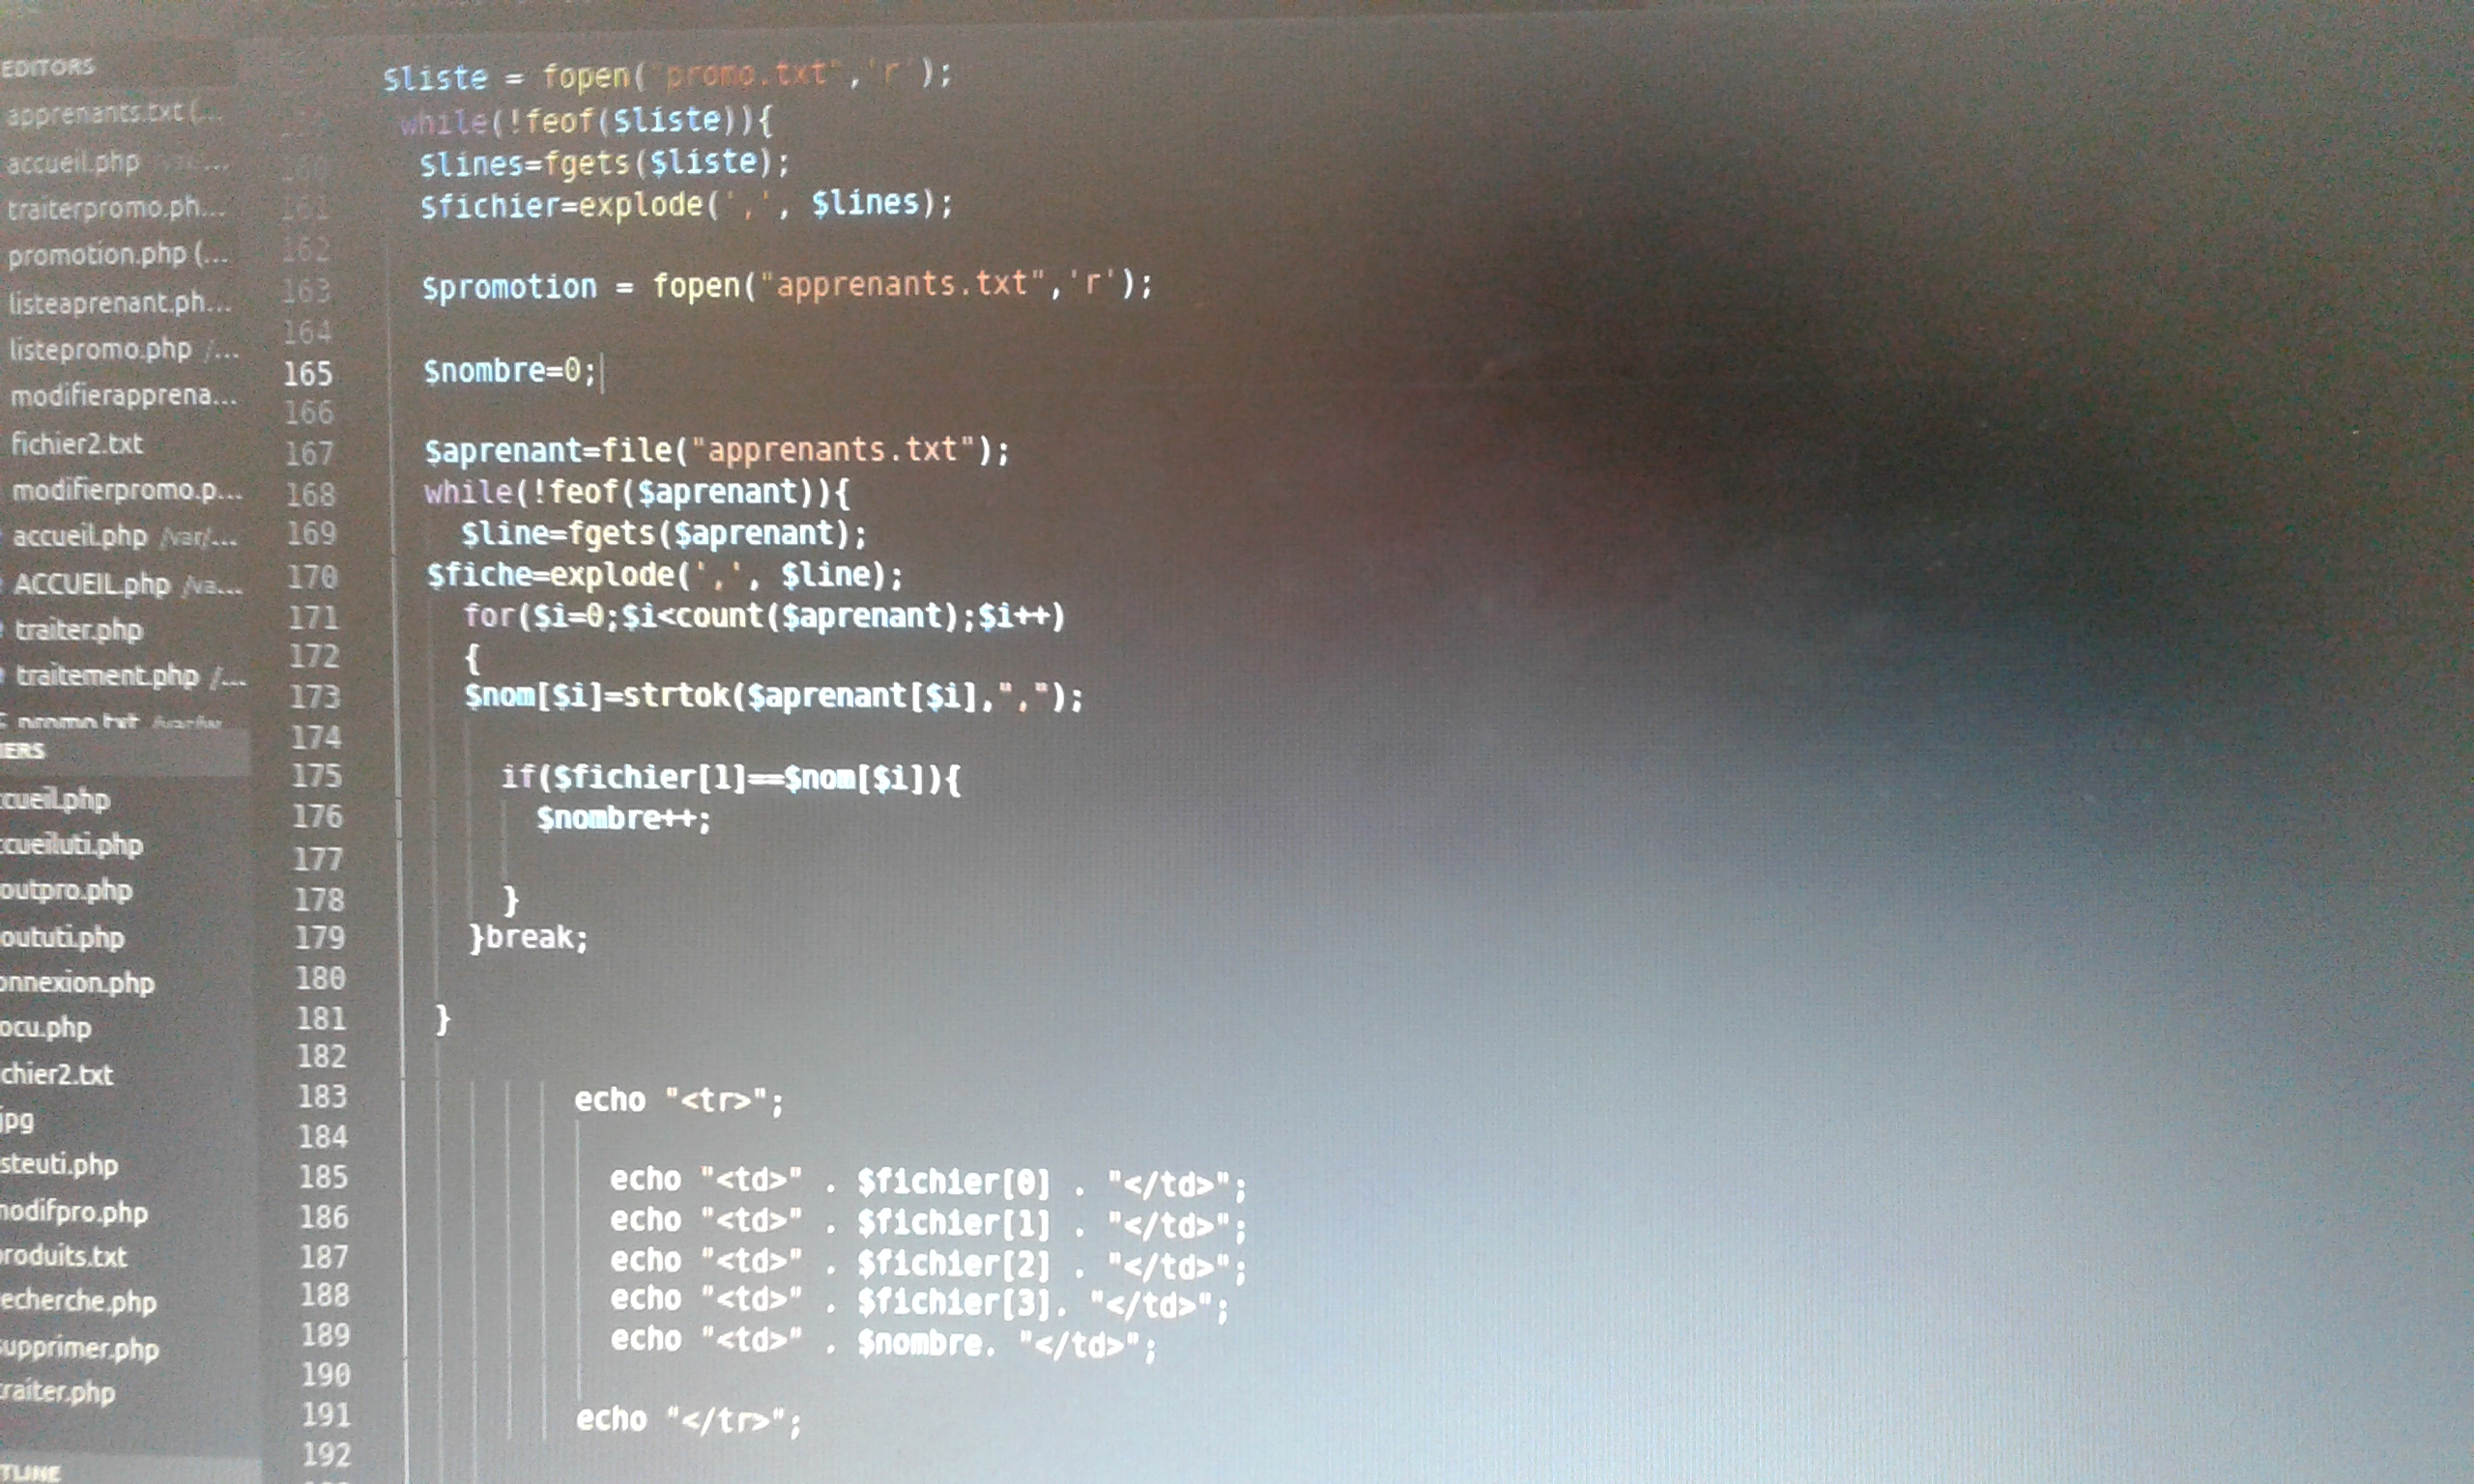 EDITORS
apprenants.txt (...
accueil.php
traiterpromo.ph...
promotion.php (...
listeaprenant.ph...
listepromo.php /...
modifierapprena...
fichier2.txt
modifierpromo.p...
accueil.php /var/...
ACCUEIL.php /va...
traiter.php
traitement.php /...
promo.txt /var/w
IERS
cueil.php
ccueiluti.php
outpro.php
oututi.php
onnexion.php
ocu.php
chier2.txt
jpg
steuti.php
nodifpro.php
produits.txt
echerche.php
supprimer.php
traiter.php
TLINE
$liste = fopen("promo.txt",'r');
while(!feof($liste)){
160 $lines=fgets($liste);
161 $fichier=explode(',', $lines);
162
163 $promotion = fopen("apprenants.txt",'r');
164
165 $nombre=0;
166
167 $aprenant=file("apprenants.txt");
168 while(!feof($aprenant)){
169 $line=fgets($aprenant);
170 $fiche=explode(',', $line);
171 for($i=0;$i<count($aprenant);$i++)
172 {
173 $nom[$i]=strtok($aprenant[$i],",");
174
175 if($fichier[1]==$nom[$i]){
176 $nombre++;
177
178 }
179 }break;
180
181 }
182
183 echo "<tr>";
184
185 echo "<td>" . $fichier[0] . "</td>";
186 echo "<td>" . $fichier[1] . "</td>";
187 echo "<td>" . $fichier[2] . "</td>";
188 echo "<td>" . $fichier[3]. "</td>";
189 echo "<td>" . $nombre. "</td>";
190
191 echo "</tr>";
192